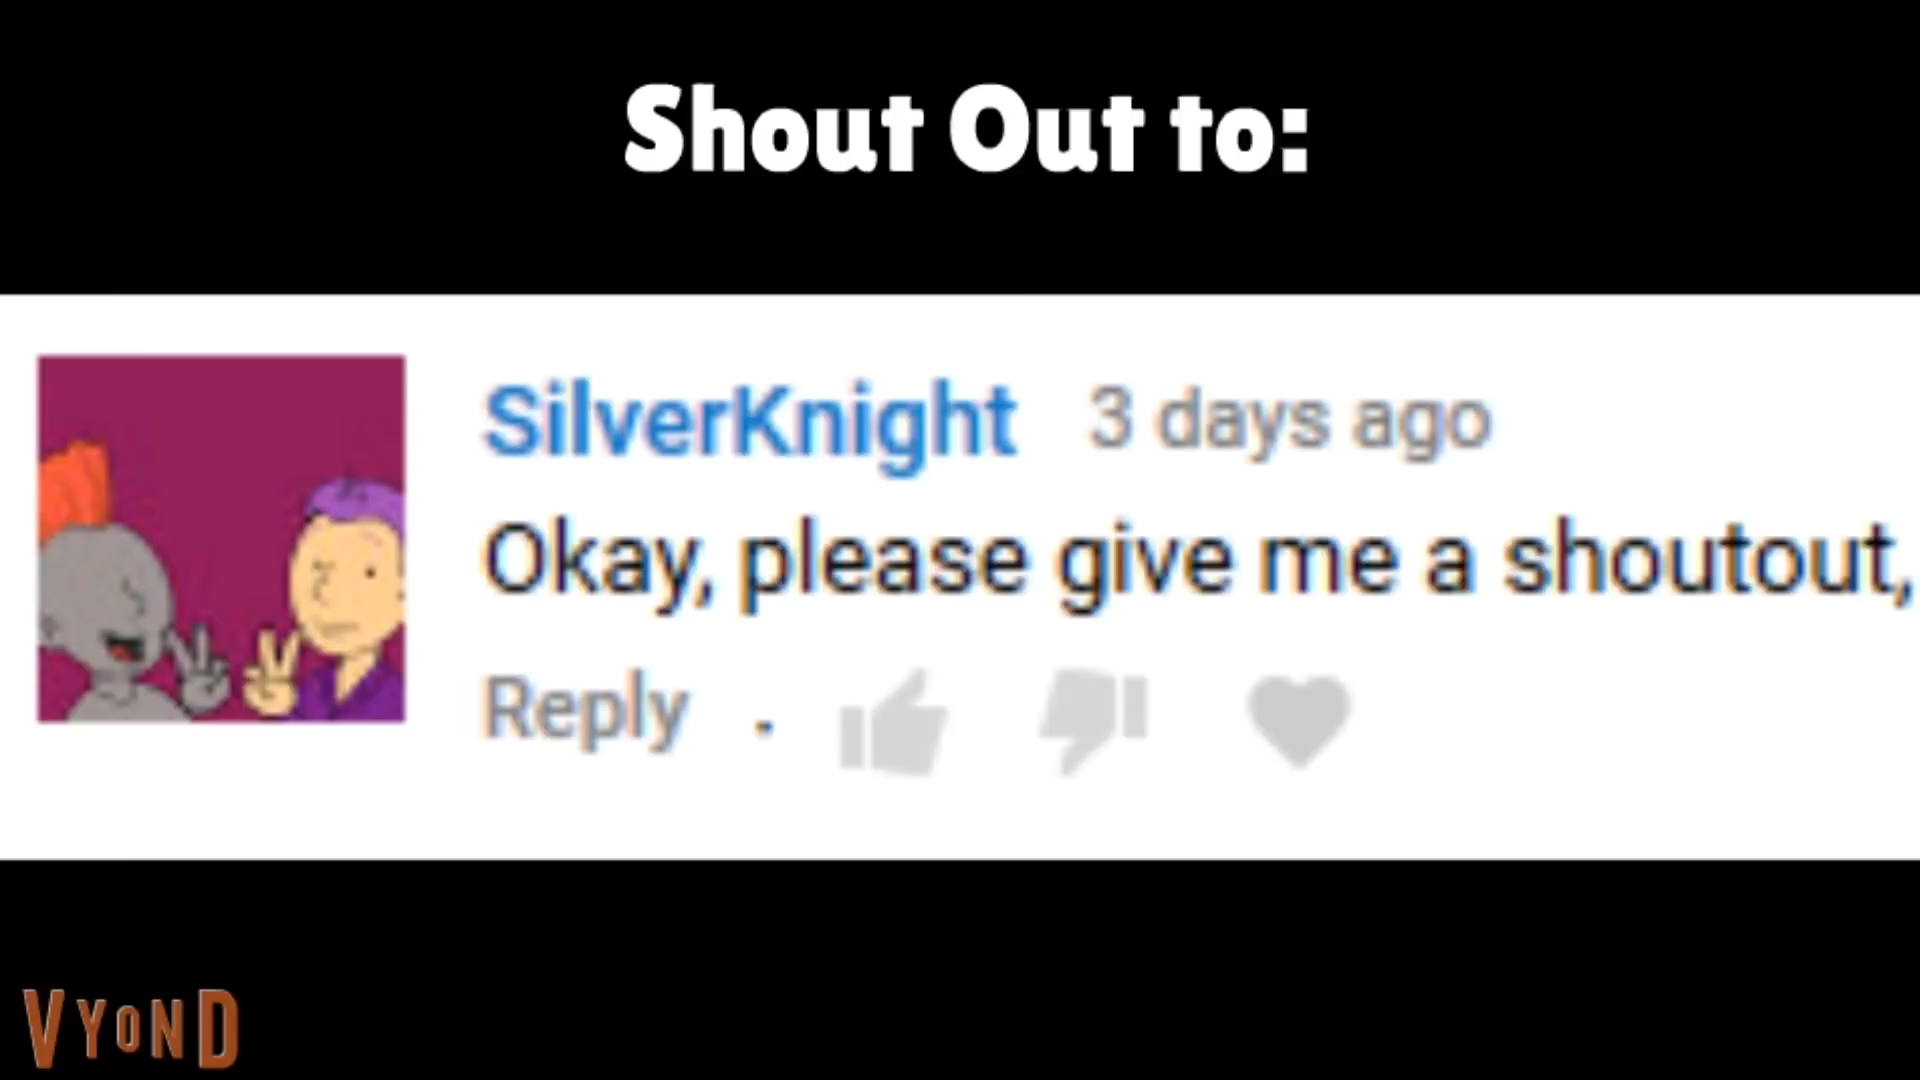 Shout Out to:
SilverKnight 3 days ago
Okay, please give me a shoutout,
Reply
VYOND